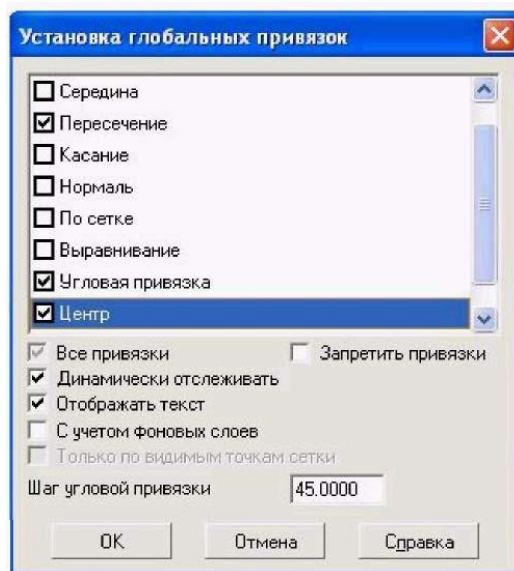 Установка глобальных привязок
Середина
Пересечение
Касание
Нормаль
По сетке
Выравнивание
Угловая привязка
Центр
Все привязки Запретить привязки
Динамически отслеживать
Отображать текст
С учетом фоновых слоев
Только по видимым точкам сетки
Шаг угловой привязки 45.0000
OK Отмена Справка